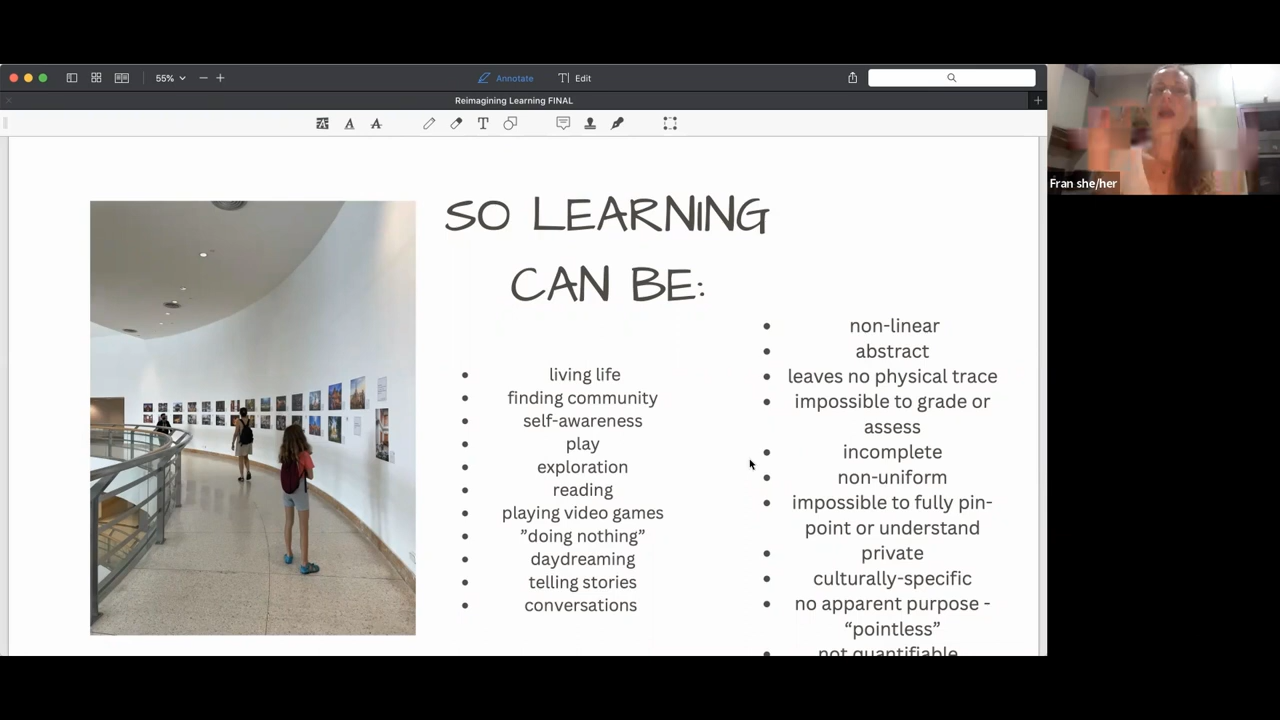 55%
Annotate
Edit
Reimagining Learning FINAL
Fran she/her
SO LEARNING
CAN BE:
living life
finding community
self-awareness
play
exploration
reading
playing video games
”doing nothing”
daydreaming
telling stories
conversations
non-linear
abstract
leaves no physical trace
impossible to grade or
assess
incomplete
non-uniform
impossible to fully pin-
point or understand
private
culturally-specific
no apparent purpose -
“pointless”
not quantifiable